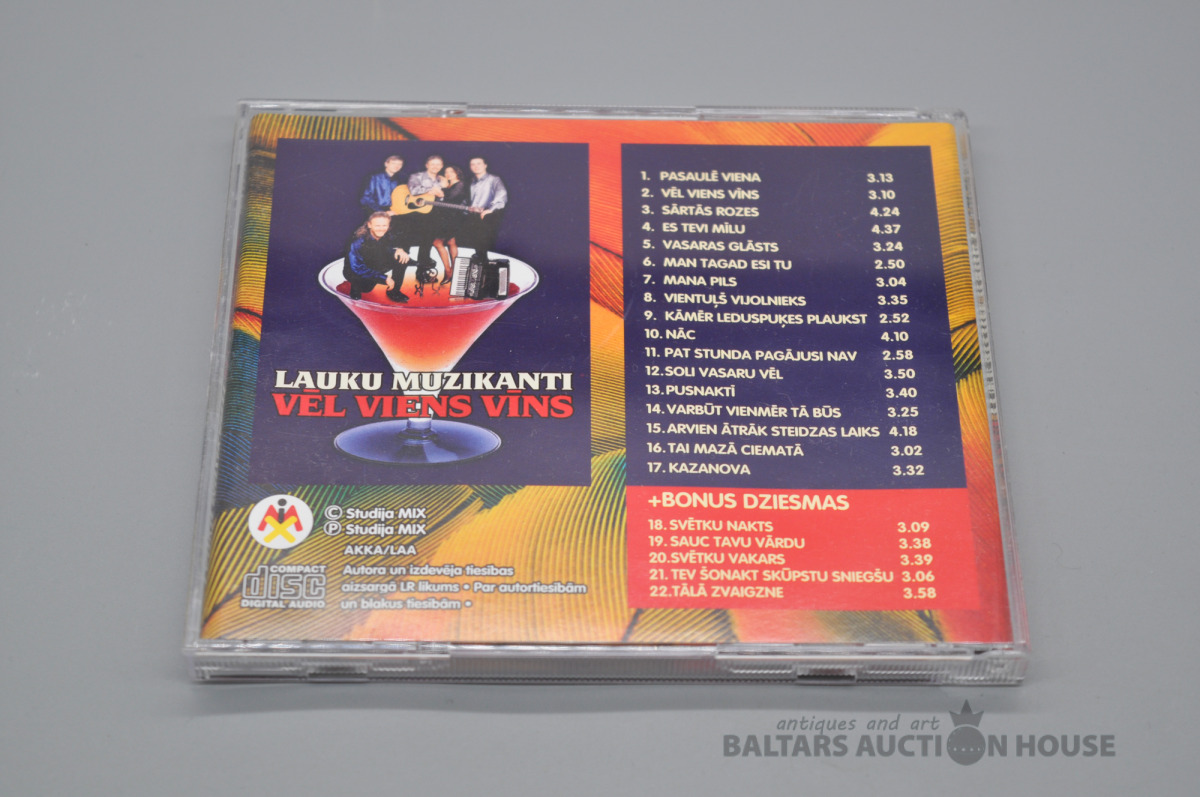 LAUKU MUZIKANTI
VĒL VIENS VĪNS
MiX
© Studija MIX
℗ Studija MIX
AKKA/LAA
COMPACT
disc
DIGITAL AUDIO
Autora un izdevēja tiesības
aizsargā LR likums • Par autortiesībām
un blakus tiesībām •
1. PASAULĒ VIENA 3.13
2. VĒL VIENS VĪNS 3.10
3. SĀRTĀS ROZES 4.24
4. ES TEVI MĪLU 4.37
5. VASARAS GLĀSTS 3.24
6. MAN TAGAD ESI TU 2.50
7. MANA PILS 3.04
8. VIENTUĻŠ VIJOLNIEKS 3.35
9. KĀMĒR LEDUSPUĶES PLAUKST 2.52
10. NĀC 4.10
11. PAT STUNDA PAGĀJUSI NAV 2.58
12. SOLI VASARU VĒL 3.50
13. PUSNAKTĪ 3.40
14. VARBŪT VIENMĒR TĀ BŪS 3.25
15. ARVIEN ĀTRĀK STEIDZAS LAIKS 4.18
16. TAI MAZĀ CIEMATĀ 3.02
17. KAZANOVA 3.32
+BONUS DZIESMAS
18. SVĒTKU NAKTS 3.09
19. SAUC TAVU VĀRDU 3.38
20. SVĒTKU VAKARS 3.39
21. TEV ŠONAKT SKŪPSTU SNIEGŠU 3.06
22. TĀLĀ ZVAIGZNE 3.58
antiques and art
BALTARS AUCTION HOUSE